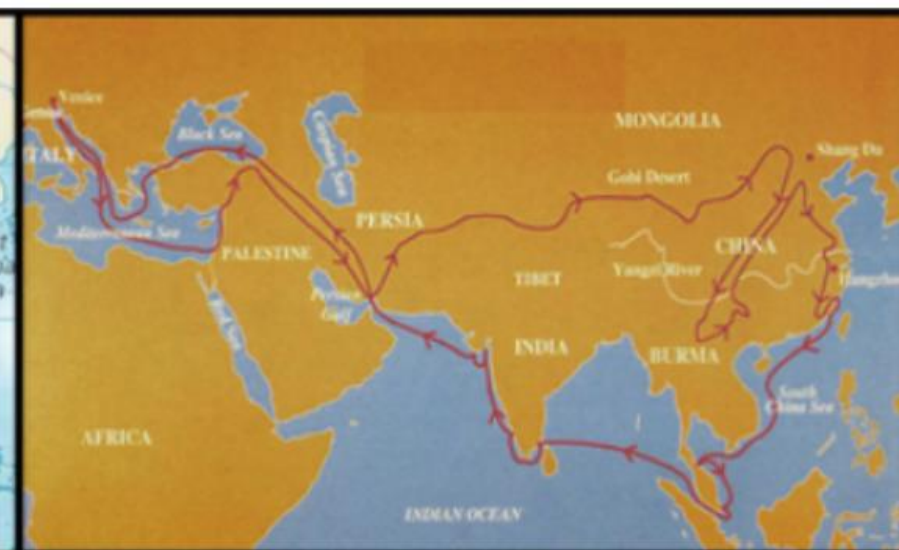 Venice
Genoa
ITALY
Black Sea
Caspian Sea
MONGOLIA
Shang Du
Gobi Desert
Mediterranean Sea
PALESTINE
PERSIA
CHINA
TIBET
Yangzi River
Hangzhou
Persian
Gulf
Red Sea
INDIA
BURMA
South
China Sea
AFRICA
INDIAN OCEAN